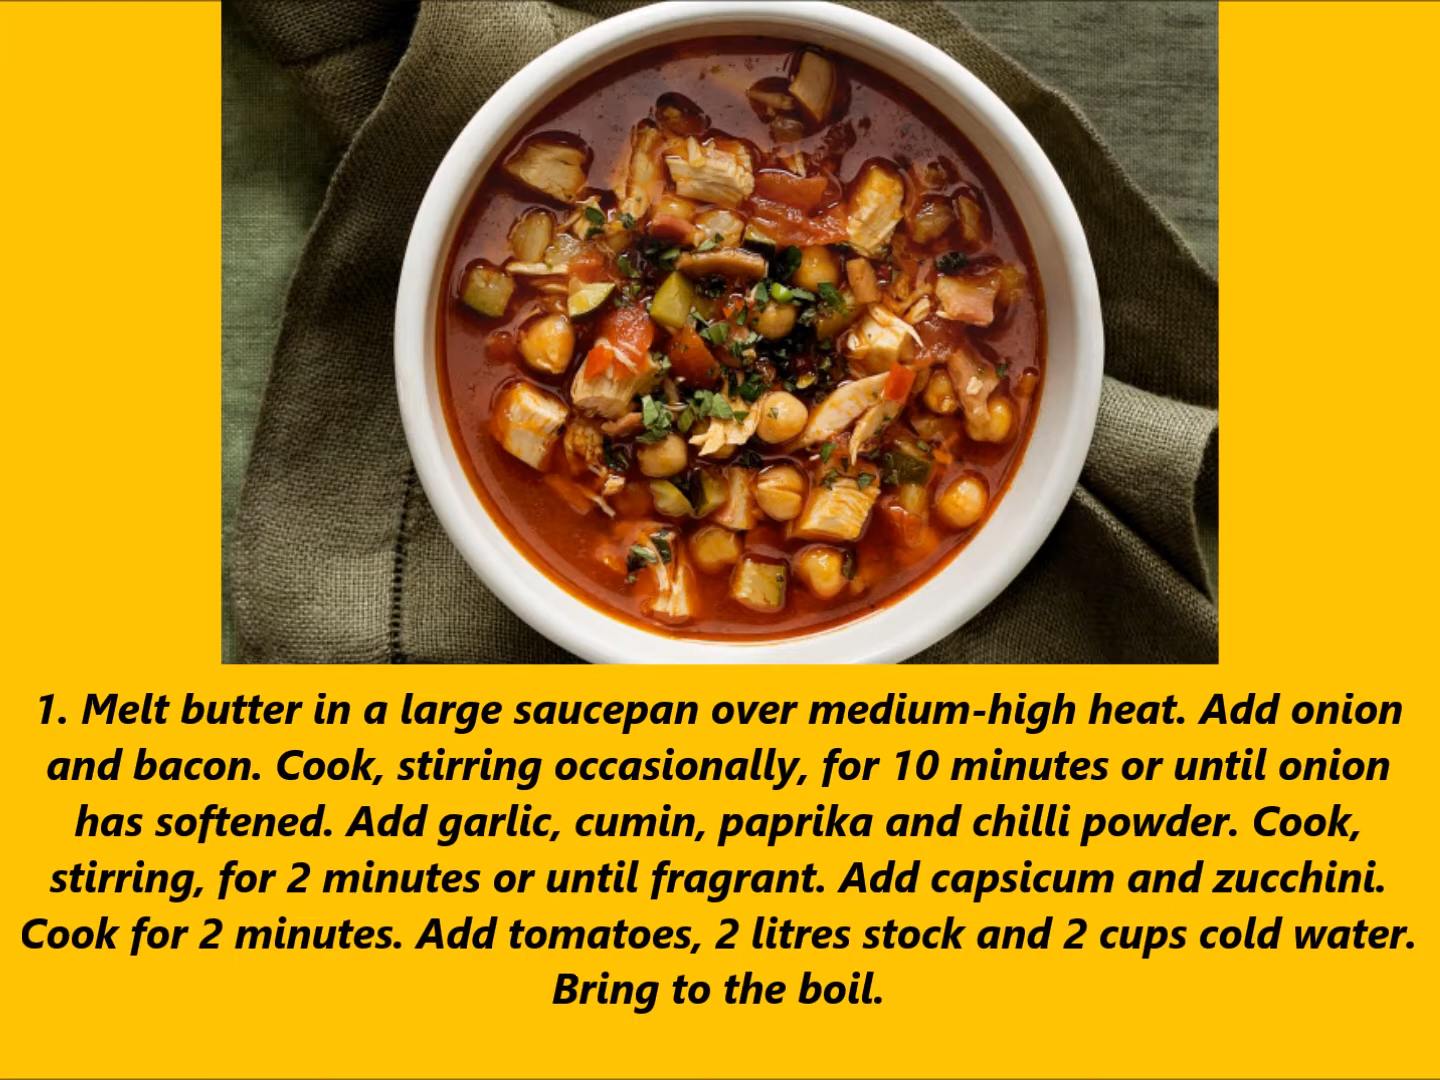 1. Melt butter in a large saucepan over medium-high heat. Add onion
and bacon. Cook, stirring occasionally, for 10 minutes or until onion
has softened. Add garlic, cumin, paprika and chilli powder. Cook,
stirring, for 2 minutes or until fragrant. Add capsicum and zucchini.
Cook for 2 minutes. Add tomatoes, 2 litres stock and 2 cups cold water.
Bring to the boil.